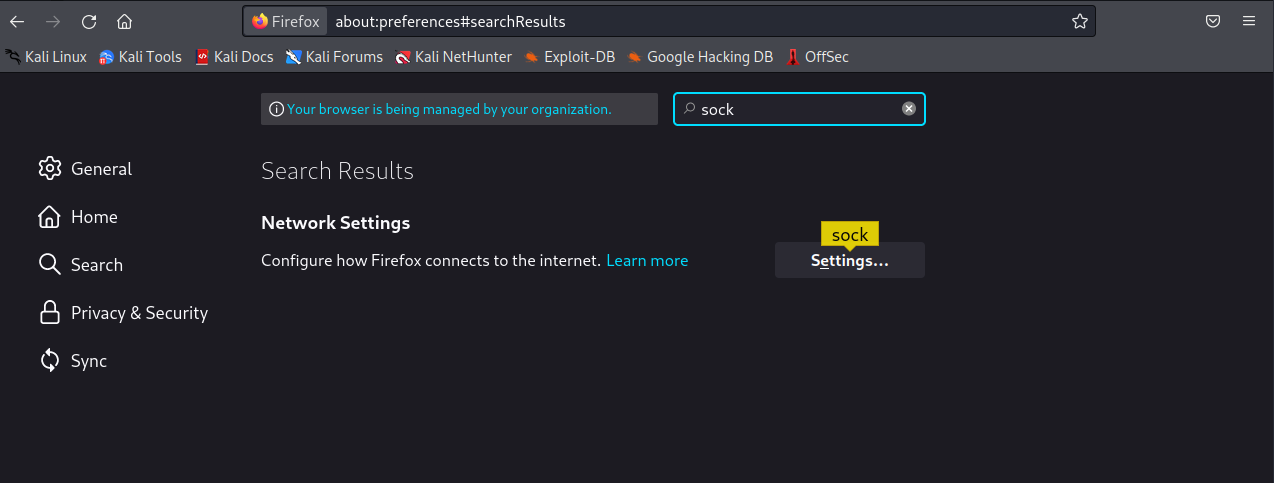 Firefox about:preferences#searchResults
Kali Linux Kali Tools Kali Docs Kali Forums Kali NetHunter Exploit-DB Google Hacking DB OffSec
Your browser is being managed by your organization. sock
General
Home
Search
Privacy & Security
Sync
Search Results
Network Settings
sock
Configure how Firefox connects to the internet. Learn more Settings...